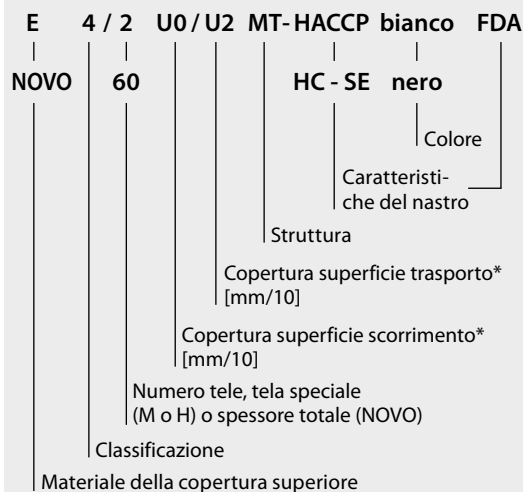 E 4 / 2 U0 / U2 MT- HACCP bianco FDA
NOVO 60 HC - SE nero
Colore
Caratteristi-
che del nastro
Struttura
Copertura superficie trasporto*
[mm/10]
Copertura superficie scorrimento*
[mm/10]
Numero tele, tela speciale
(M o H) o spessore totale (NOVO)
Classificazione
Materiale della copertura superiore